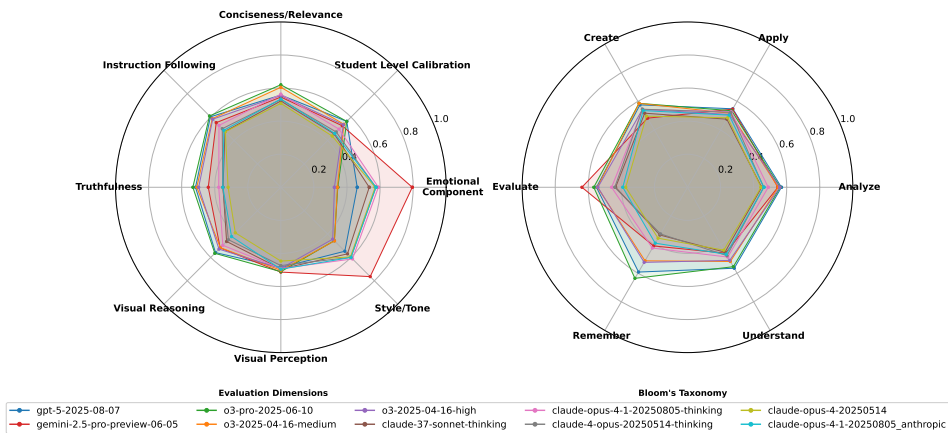 Conciseness/Relevance
Instruction Following
Student Level Calibration
1.0
0.8
0.6
0.4
0.2
Truthfulness
Emotional
Component
Visual Reasoning
Style/Tone
Visual Perception
Evaluation Dimensions
Create
Apply
1.0
0.8
0.6
0.4
0.2
Evaluate
Analyze
Remember
Understand
Bloom's Taxonomy
gpt-5-2025-08-07
gemini-2.5-pro-preview-06-05
o3-pro-2025-06-10
o3-2025-04-16-medium
o3-2025-04-16-high
claude-37-sonnet-thinking
claude-opus-4-1-20250805-thinking
claude-4-opus-20250514-thinking
claude-opus-4-20250514
claude-opus-4-1-20250805_anthropic